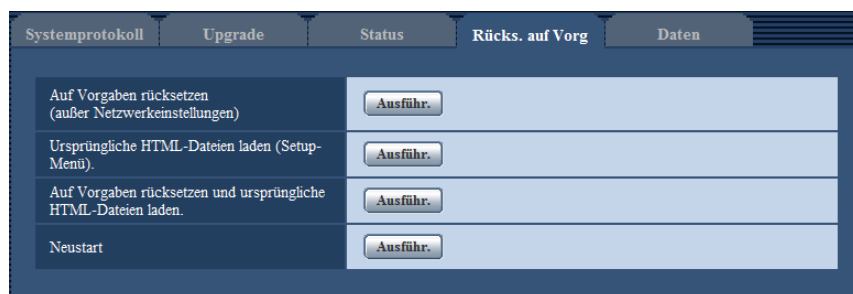 Systemprotokoll Upgrade Status Rücks. auf Vorg Daten
Auf Vorgaben rücksetzen
(außer Netzwerkeinstellungen)
Ausführ.
Ursprüngliche HTML-Dateien laden (Setup-
Menü).
Ausführ.
Auf Vorgaben rücksetzen und ursprüngliche
HTML-Dateien laden.
Ausführ.
Neustart
Ausführ.